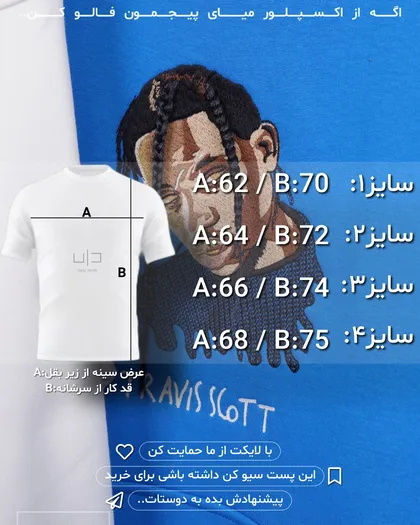 اگه از اکسپلور میای پیجمون فالو کن..
سایز۱: A:62 / B:70
سایز۲: A:64 / B:72
سایز۳: A:66 / B:74
سایز۴: A:68 / B:75
A
B
عرض سینه از زیر بغل:A
قد کار از سرشانه:B
TRAVIS SCOTT
با لایکت از ما حمایت کن
این پست سیو کن داشته باشی برای خرید
پیشنهادش بده به دوستات..